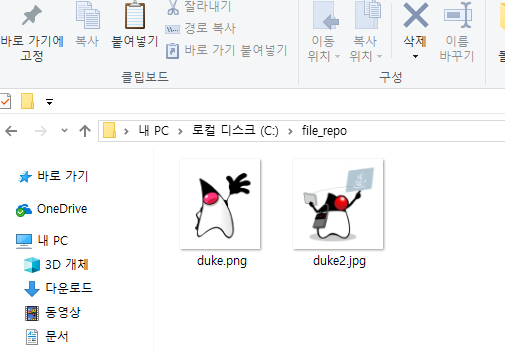 잘라내기
바로 가기에
고정
복사
붙여넣기
경로 복사
바로 가기 붙여넣기
이동
위치
복사
위치
삭제
이름
바꾸기
클립보드
구성
내 PC
로컬 디스크 (C:)
file_repo
바로 가기
OneDrive
내 PC
3D 개체
다운로드
동영상
문서
duke.png
duke2.jpg